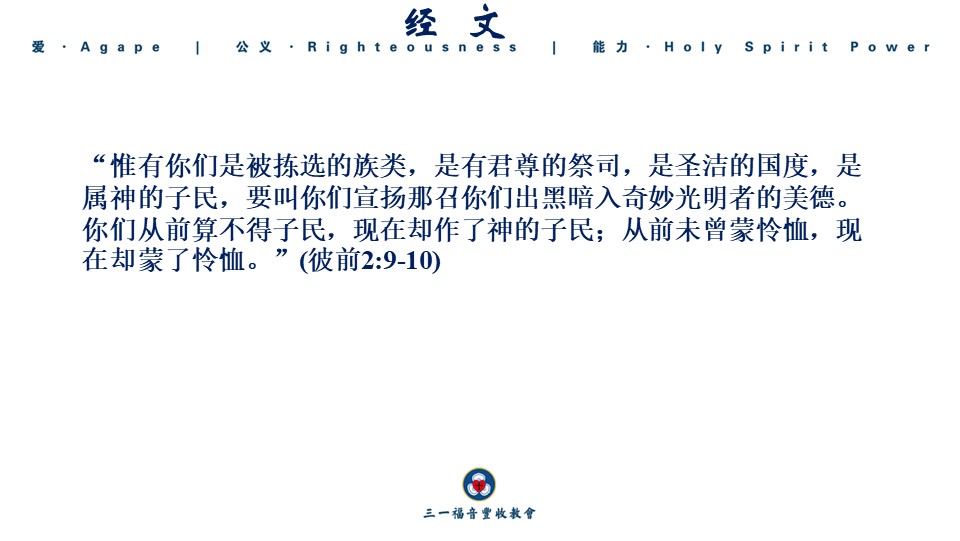 经 文
爱 · Agape | 公义 · Righteousness | 能力 · Holy Spirit Power
“惟有你们是被拣选的族类，是有君尊的祭司，是圣洁的国度，是
属神的子民，要叫你们宣扬那召你们出黑暗入奇妙光明者的美德。
你们从前算不得子民，现在却作了神的子民；从前未曾蒙怜恤，现
在却蒙了怜恤。”(彼前2:9-10)
三一福音豐收教會